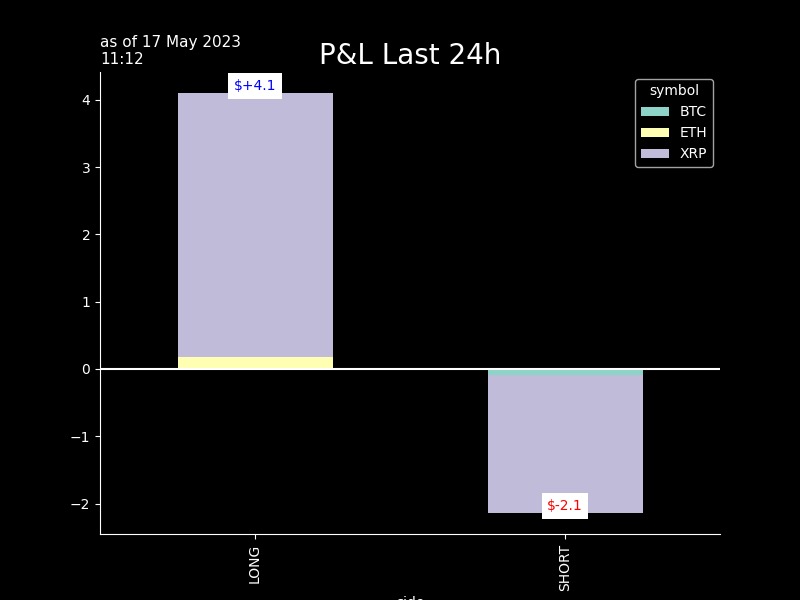 as of 17 May 2023
11:12
P&L Last 24h
$+4.1
symbol
BTC
ETH
XRP
4
3
2
1
0
−1
−2
$-2.1
LONG
SHORT
side